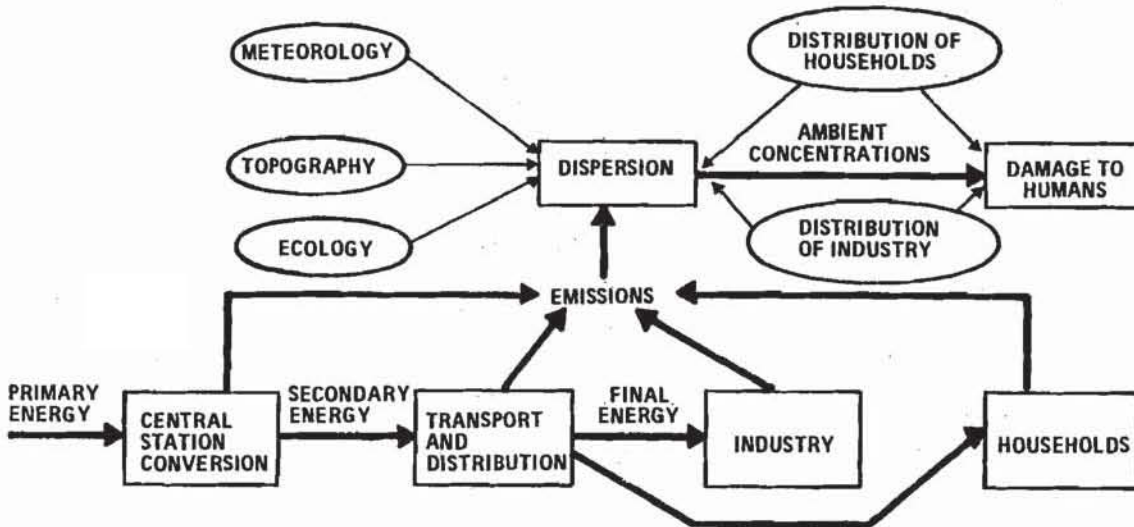 METEOROLOGY
DISTRIBUTION OF
HOUSEHOLDS
AMBIENT
CONCENTRATIONS
TOPOGRAPHY
DISPERSION
DAMAGE TO
HUMANS
ECOLOGY
DISTRIBUTION
OF INDUSTRY
EMISSIONS
PRIMARY
ENERGY
CENTRAL
STATION
CONVERSION
SECONDARY
ENERGY
TRANSPORT
AND
DISTRIBUTION
FINAL
ENERGY
INDUSTRY
HOUSEHOLDS